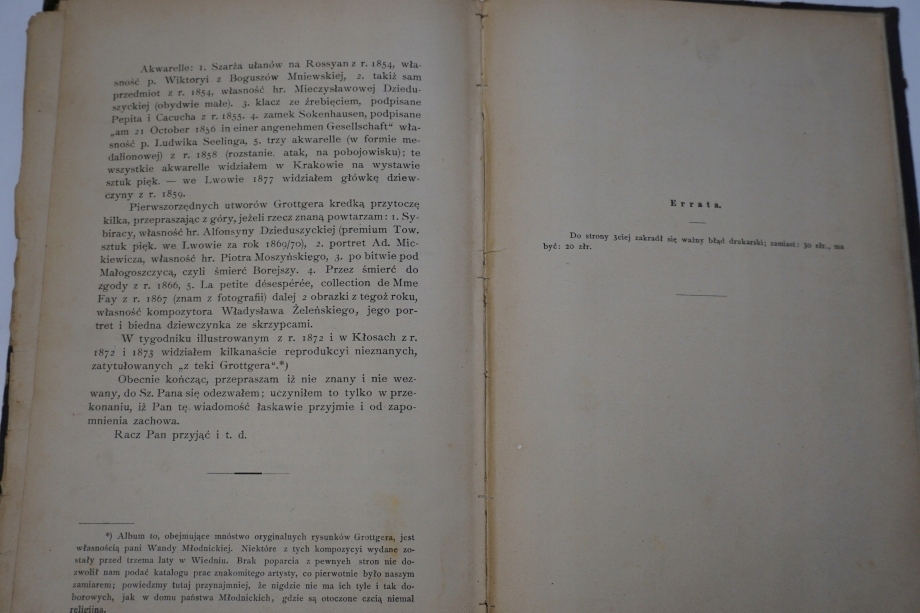 Akwarelle: 1. Szarża ułanów na Rossyan z r. 1854, wła-
sność p. Wiktoryi z Boguszów Mniewskiej, 2. takiż sam
przedmiot z r. 1854, własność hr. Mieczysławowej Dziedu-
szyckiej (obydwie małe). 3. klacz ze źrebięciem, podpisane
Pepita i Cacucha z r. 1855. 4. zamek Sokenhausen, podpisane
„am 21 October 1856 in einer angenehmen Gesellschaft“ wła-
sność p. Ludwika Seelinga, 5. trzy akwarelle (w formie me-
dalionowej) z r. 1858 (rozstanie. atak, na pobojowisku); te
wszystkie akwarelle widziałem w Krakowie na wystawie
sztuk pięk. — we Lwowie 1877 widziałem główkę dziew-
czyny z r. 1859.
Pierwszorzędnych utworów Grottgera kredką przytoczę
kilka, przepraszając z góry, jeżeli rzecz znaną powtarzam: 1. Sy-
biracy, własność hr. Alfonsyny Dzieduszyckiej (premium Tow.
sztuk pięk. we Lwowie za rok 1869/70), 2. portret Ad. Mic-
kiewicza, własność hr. Piotra Moszyńskiego, 3. po bitwie pod
Małogoszczycą, czyli śmierć Borejszy. 4. Przez śmierć do
zgody z r. 1866, 5. La petite désespérée, collection de Mme
Fay z r. 1867 (znam z fotografii) dalej 2 obrazki z tegoż roku,
własność kompozytora Władysława Żeleńskiego, jego por-
tret i biedna dziewczynka ze skrzypcami.
W tygodniku illustrowanym z r. 1872 i w Kłosach z r.
1872 i 1873 widziałem kilkanaście reprodukcyi nieznanych,
zatytułowanych „z teki Grottgera“.*)
Obecnie kończąc, przepraszam iż nie znany i nie wez-
wany, do Sz. Pana się odezwałem; uczyniłem to tylko w prze-
konaniu, iż Pan tę wiadomość łaskawie przyjmie i od zapo-
mnienia zachowa.
Racz Pan przyjąć i t. d.
*) Album to, obejmujące mnóstwo oryginalnych rysunków Grottgera, jest
własnością pani Wandy Młodnickiej. Niektóre z tych kompozycyi wydane zo-
stały przed trzema laty w Wiedniu. Brak poparcia z pewnych stron nie do-
zwolił nam podać katalogu prac znakomitego artysty, co pierwotnie było naszym
zamiarem; powiedzmy tutaj przynajmniej, że nigdzie nie ma ich tyle i tak do-
borowych, jak w domu państwa Młodnickich, gdzie są otoczone czcią niemal
religijną.
Errata.
Do strony 3ciej zakradł się walny błąd drukarski; zamiast: 30 złr., ma
być: 20 złr.